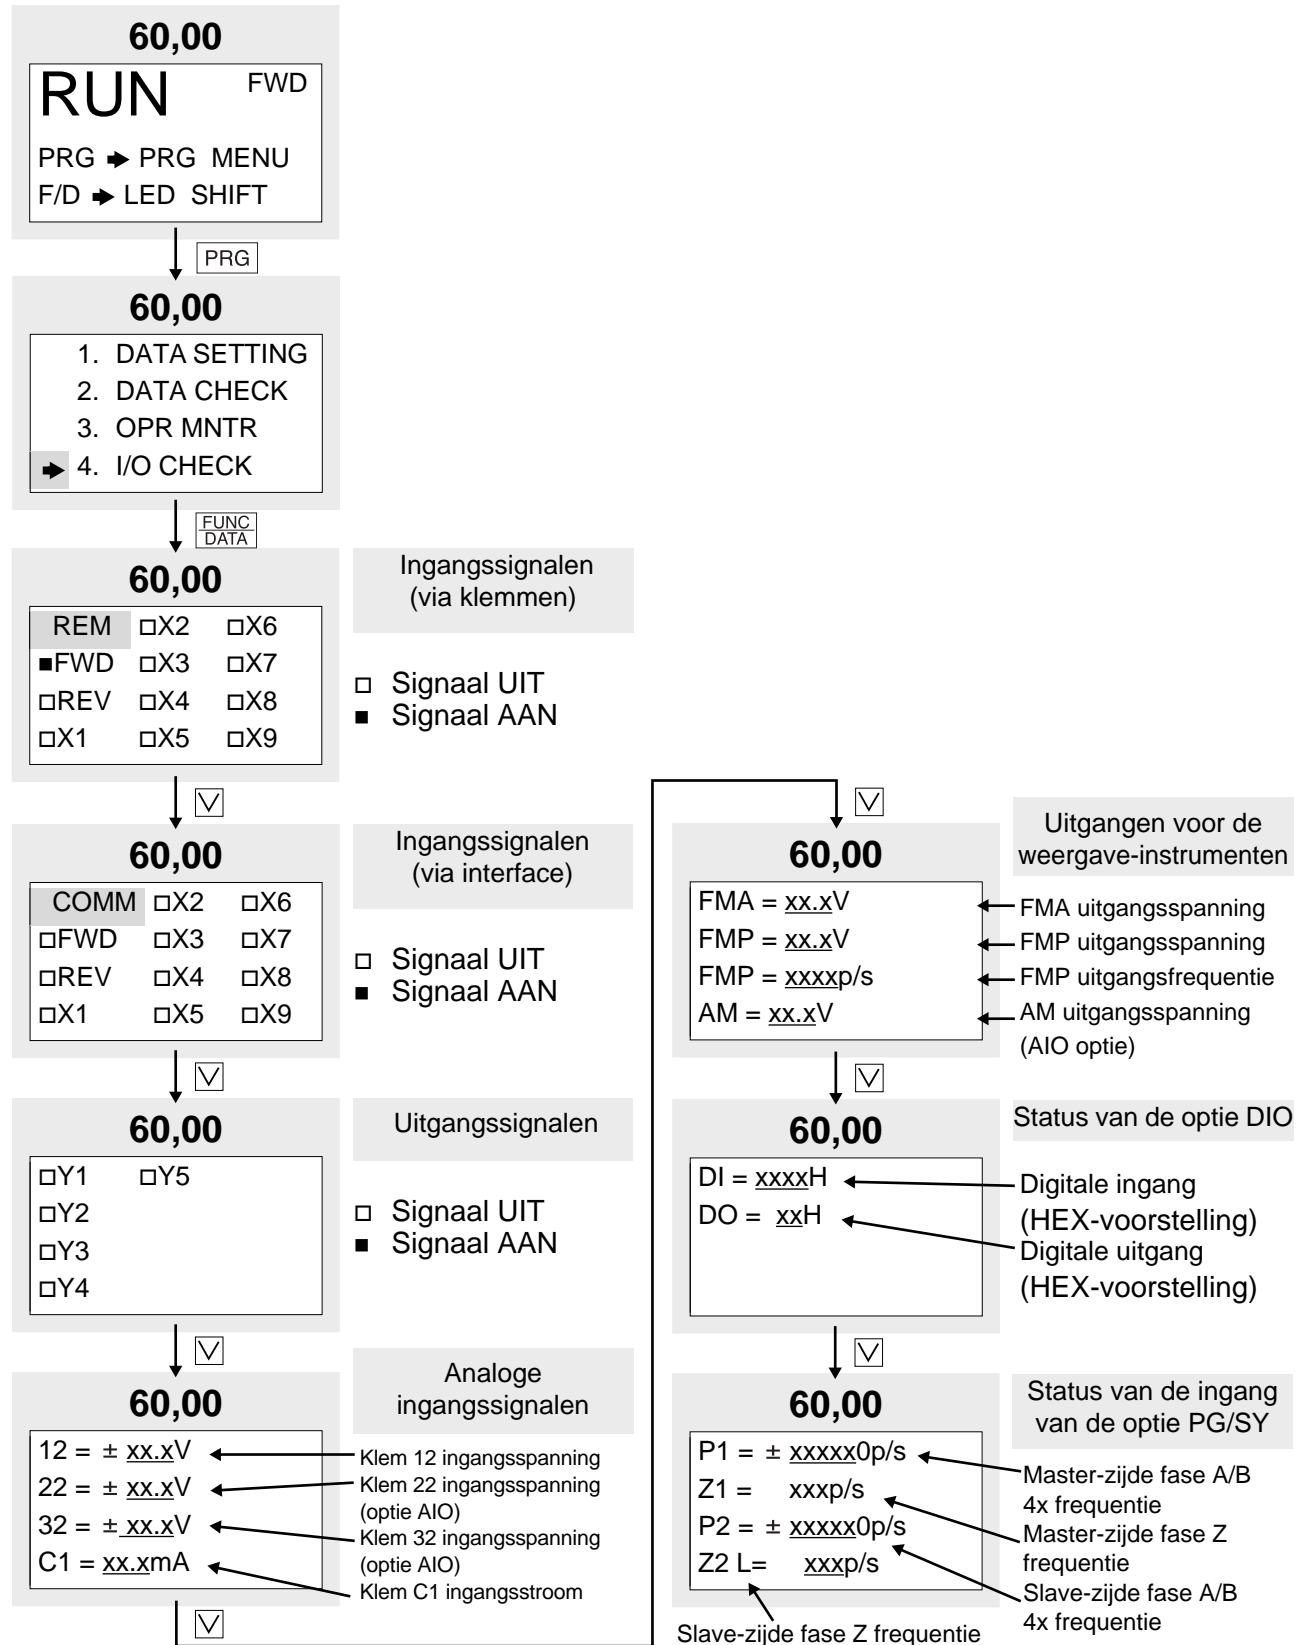 60,00
RUN FWD
PRG ➔ PRG MENU
F/D ➔ LED SHIFT
PRG
60,00
1. DATA SETTING
2. DATA CHECK
3. OPR MNTR
➔ 4. I/O CHECK
FUNC
DATA
60,00
REM □X2 □X6
■FWD □X3 □X7
□REV □X4 □X8
□X1 □X5 □X9
Ingangssignalen
(via klemmen)
□ Signaal UIT
■ Signaal AAN
60,00
COMM □X2 □X6
□FWD □X3 □X7
□REV □X4 □X8
□X1 □X5 □X9
Ingangssignalen
(via interface)
□ Signaal UIT
■ Signaal AAN
60,00
□Y1 □Y5
□Y2
□Y3
□Y4
Uitgangssignalen
□ Signaal UIT
■ Signaal AAN
60,00
12 = ± xx.xV
22 = ± xx.xV
32 = ± xx.xV
C1 = xx.xmA
Analoge
ingangssignalen
Klem 12 ingangsspanning
Klem 22 ingangsspanning
(optie AIO)
Klem 32 ingangsspanning
(optie AIO)
Klem C1 ingangsstroom
60,00
FMA = xx.xV
FMP = xx.xV
FMP = xxxxp/s
AM = xx.xV
Uitgangen voor de
weergave-instrumenten
FMA uitgangsspanning
FMP uitgangsspanning
FMP uitgangsfrequentie
AM uitgangsspanning
(AIO optie)
60,00
DI = xxxxH
DO = xxH
Status van de optie DIO
Digitale ingang
(HEX-voorstelling)
Digitale uitgang
(HEX-voorstelling)
60,00
P1 = ± xxxxx0p/s
Z1 = xxxp/s
P2 = ± xxxxx0p/s
Z2 L= xxxp/s
Status van de ingang
van de optie PG/SY
Master-zijde fase A/B
4x frequentie
Master-zijde fase Z
frequentie
Slave-zijde fase A/B
4x frequentie
Slave-zijde fase Z frequentie